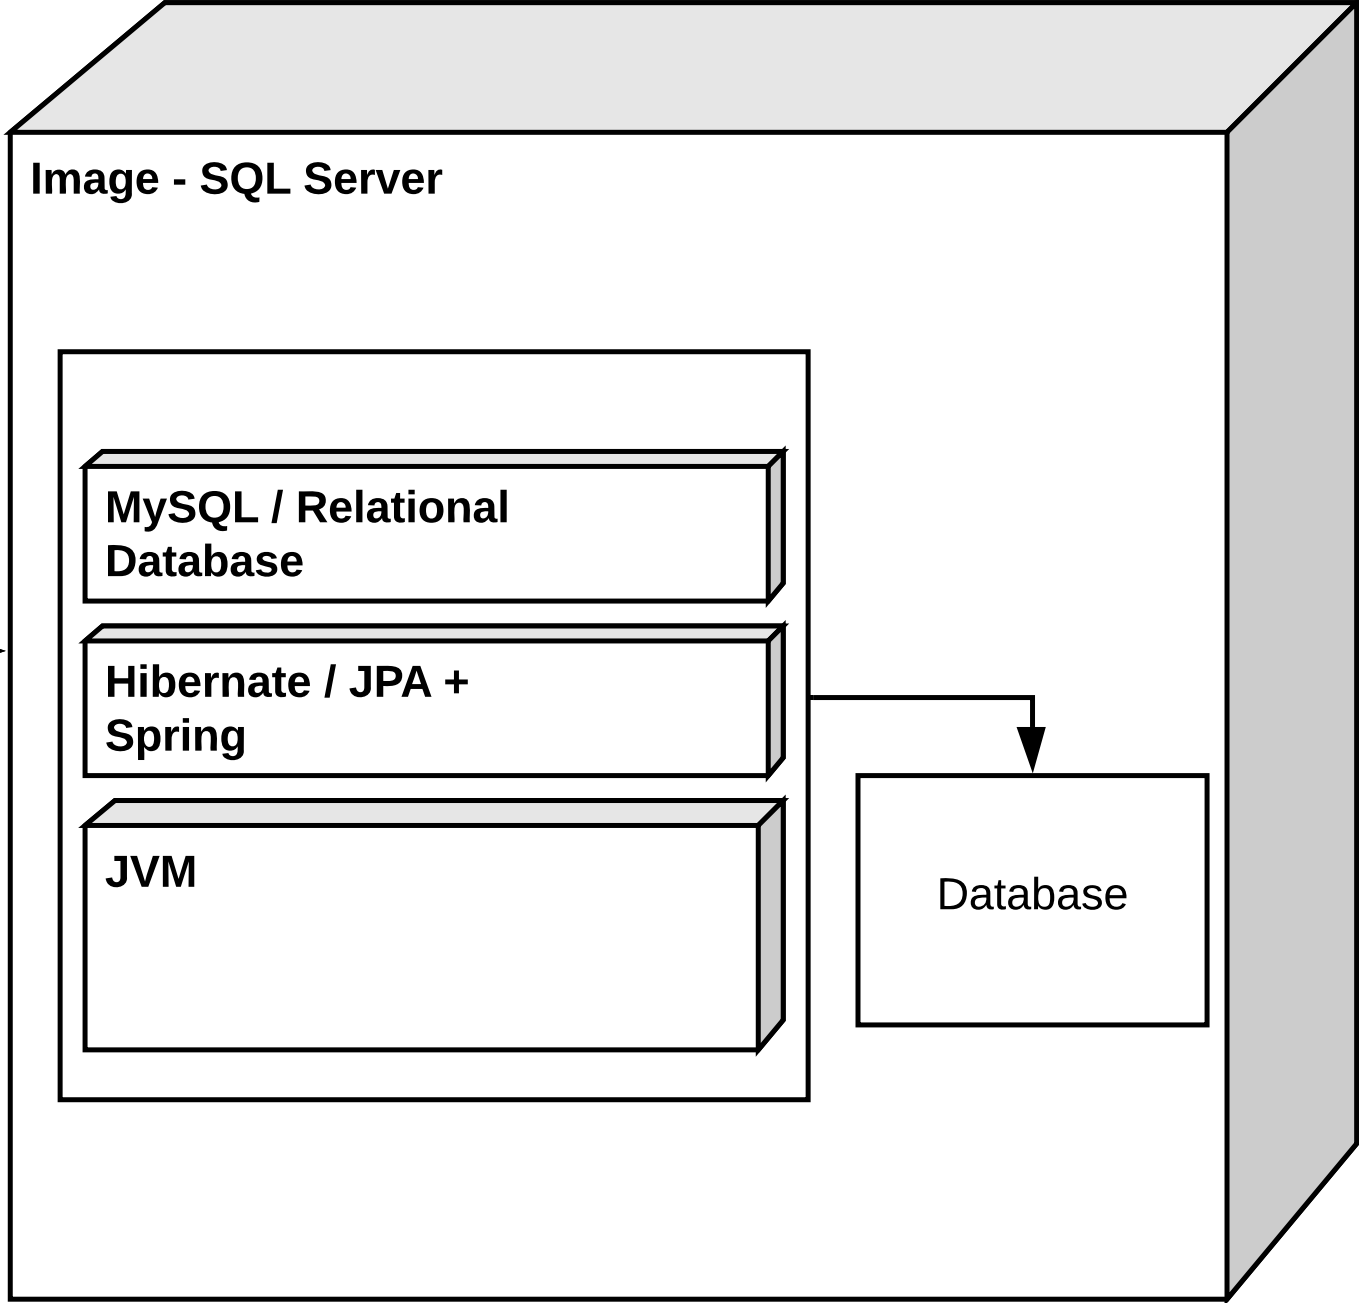 Image - SQL Server
MySQL / Relational
Database
Hibernate / JPA +
Spring
JVM
Database